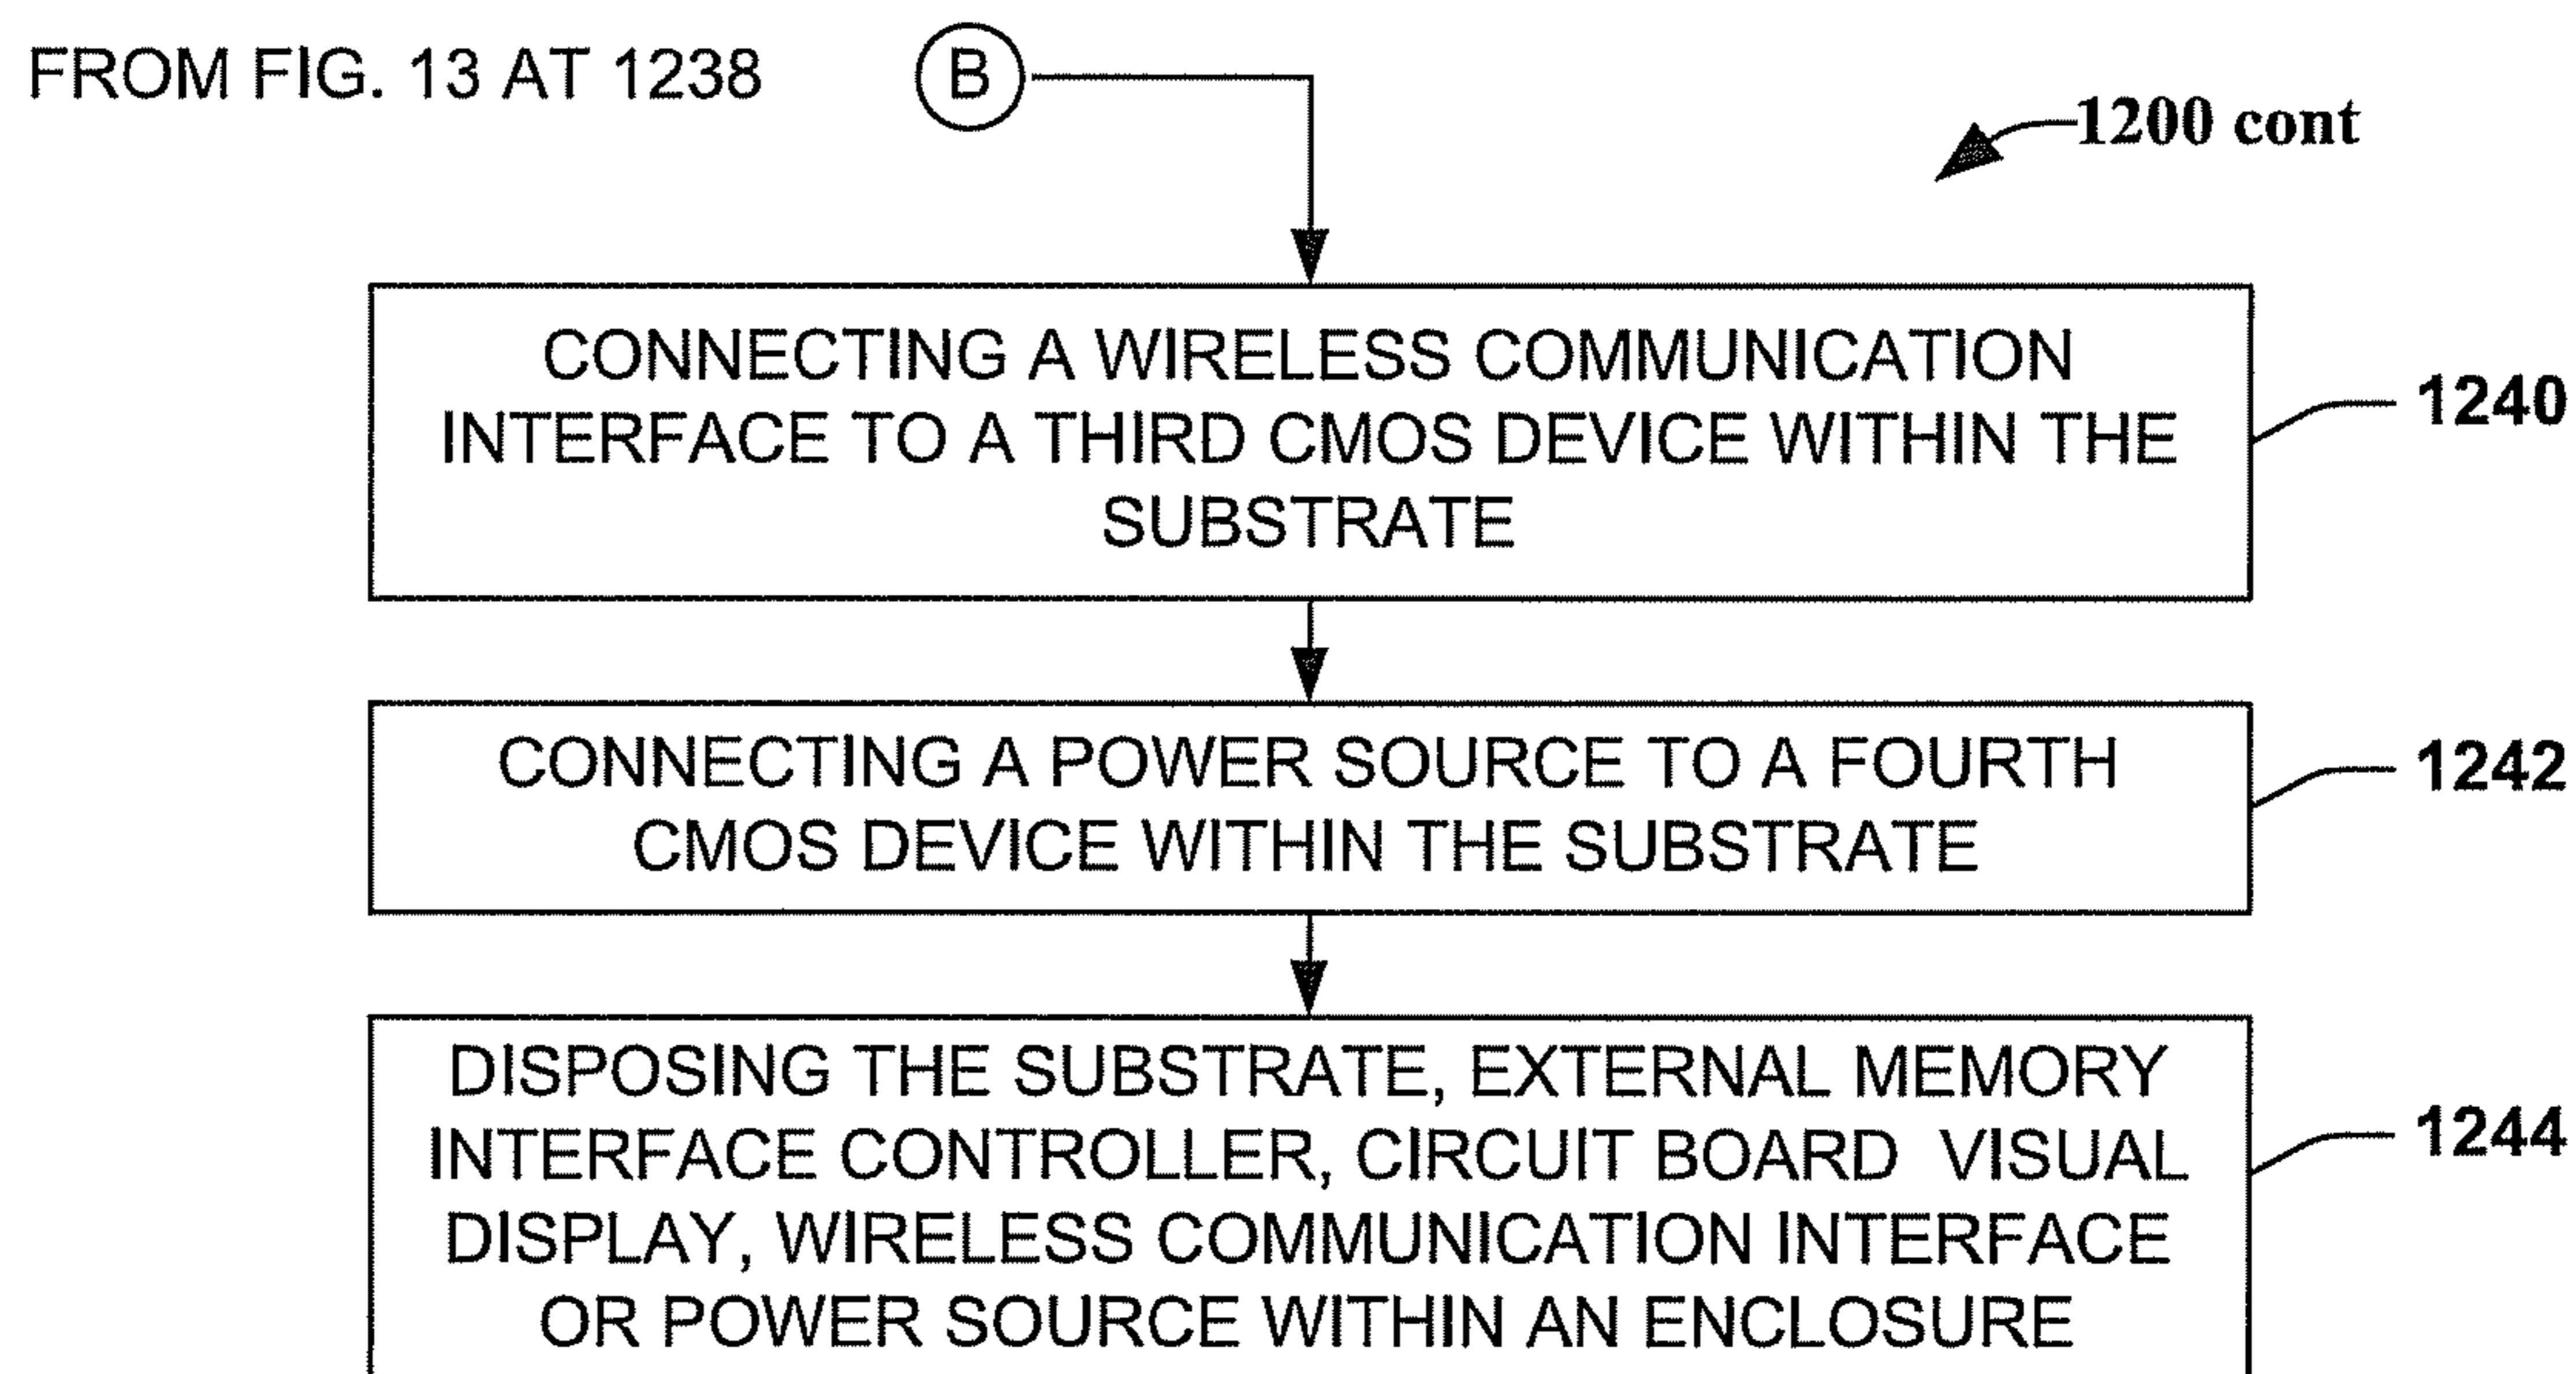 FROM FIG. 13 AT 1238
B
1200 cont
CONNECTING A WIRELESS COMMUNICATION
INTERFACE TO A THIRD CMOS DEVICE WITHIN THE
SUBSTRATE
1240
CONNECTING A POWER SOURCE TO A FOURTH
CMOS DEVICE WITHIN THE SUBSTRATE
1242
DISPOSING THE SUBSTRATE, EXTERNAL MEMORY
INTERFACE CONTROLLER, CIRCUIT BOARD VISUAL
DISPLAY, WIRELESS COMMUNICATION INTERFACE
OR POWER SOURCE WITHIN AN ENCLOSURE
1244